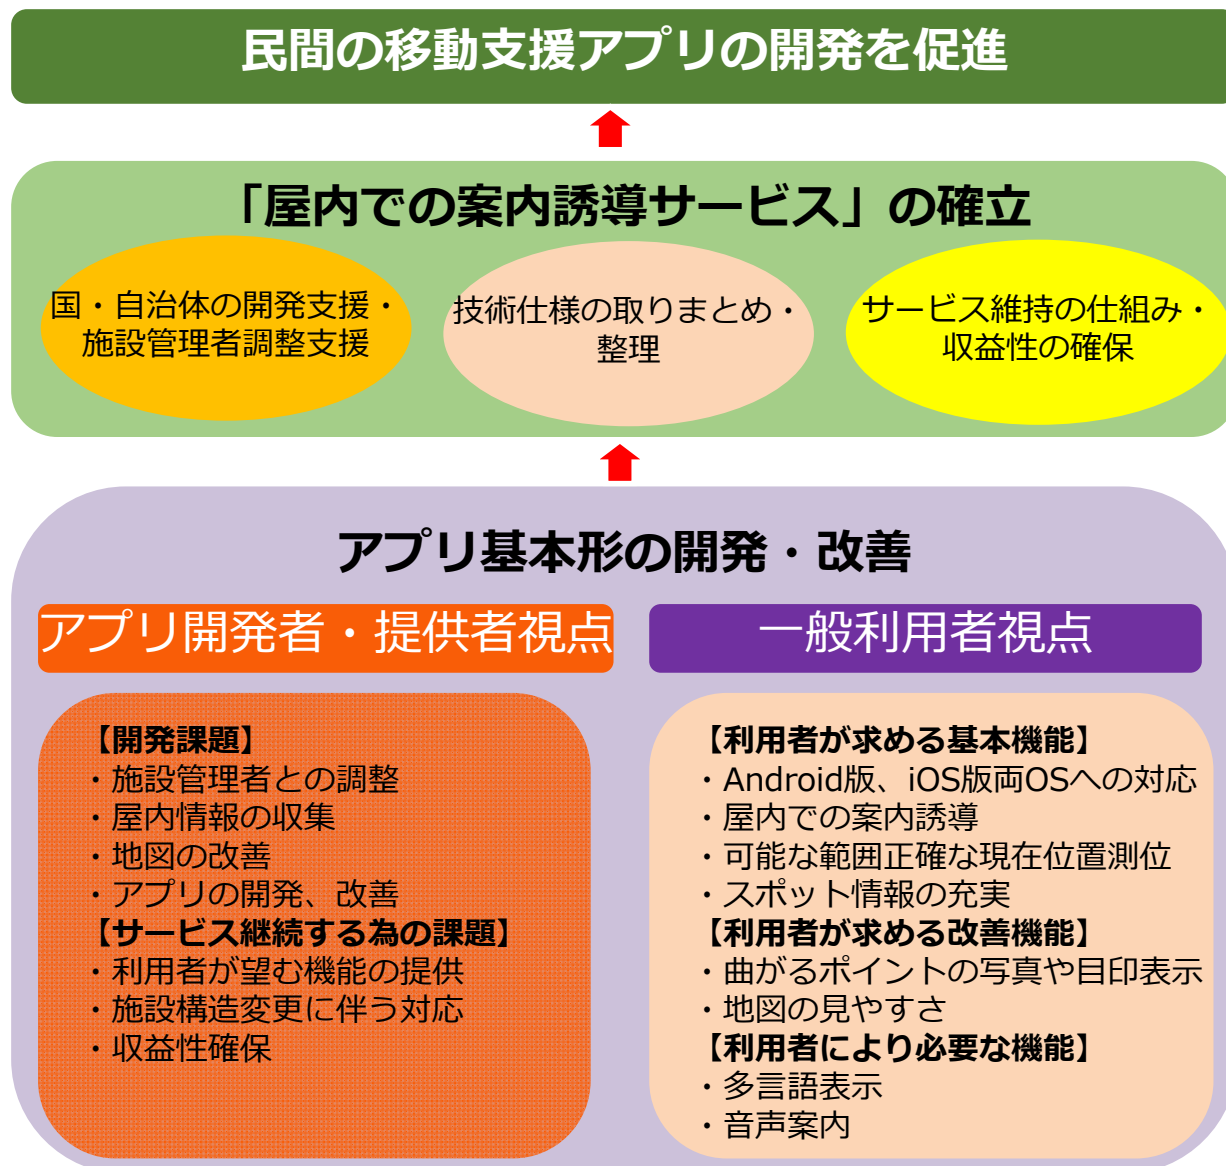 民間の移動支援アプリの開発を促進
「屋内での案内誘導サービス」の確立
国・自治体の開発支援・
施設管理者調整支援
技術仕様の取りまとめ・
整理
サービス維持の仕組み・
収益性の確保
アプリ基本形の開発・改善
アプリ開発者・提供者視点
【開発課題】
・施設管理者との調整
・屋内情報の収集
・地図の改善
・アプリの開発、改善
【サービス継続する為の課題】
・利用者が望む機能の提供
・施設構造変更に伴う対応
・収益性確保
一般利用者視点
【利用者が求める基本機能】
・Android版、iOS版両OSへの対応
・屋内での案内誘導
・可能な範囲正確な現在位置測位
・スポット情報の充実
【利用者が求める改善機能】
・曲がるポイントの写真や目印表示
・地図の見やすさ
【利用者により必要な機能】
・多言語表示
・音声案内